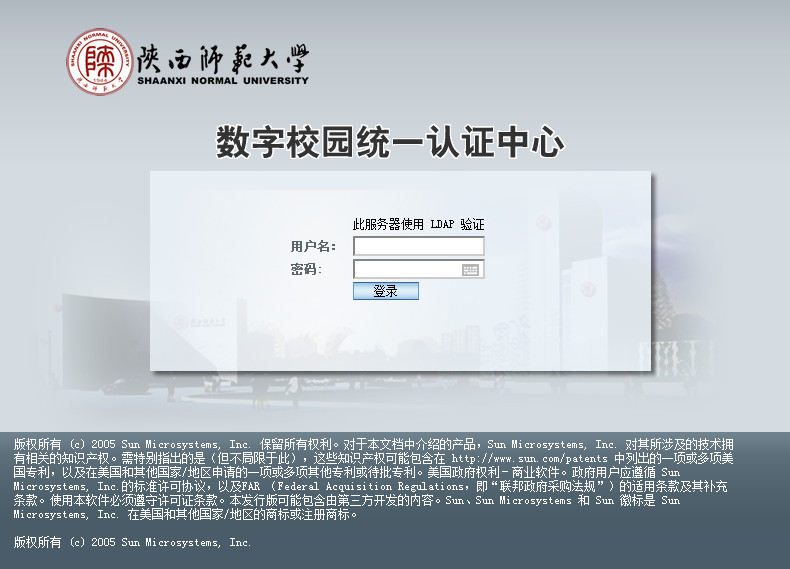 SHAANXI NORMAL UNIVERSITY
1944
陕西师范大学
陕西师范大学
SHAANXI NORMAL UNIVERSITY
数字校园统一认证中心
此服务器使用 LDAP 验证
用户名：
密码：
登录
版权所有 (c) 2005 Sun Microsystems, Inc. 保留所有权利。对于本文档中介绍的产品，Sun Microsystems, Inc. 对其所涉及的技术拥
有相关的知识产权。需特别指出的是（但不局限于此），这些知识产权可能包含在 http://www.sun.com/patents 中列出的一项或多项美
国专利，以及在美国和其他国家/地区申请的一项或多项其他专利或待批专利。美国政府权利－商业软件。政府用户应遵循 Sun
Microsystems, Inc.的标准许可协议，以及FAR （Federal Acquisition Regulations，即“联邦政府采购法规”）的适用条款及其补充
条款。使用本软件必须遵守许可证条款。本发行版可能包含由第三方开发的内容。Sun、Sun Microsystems 和 Sun 徽标是 Sun
Microsystems, Inc. 在美国和其他国家/地区的商标或注册商标。
版权所有 (c) 2005 Sun Microsystems, Inc.